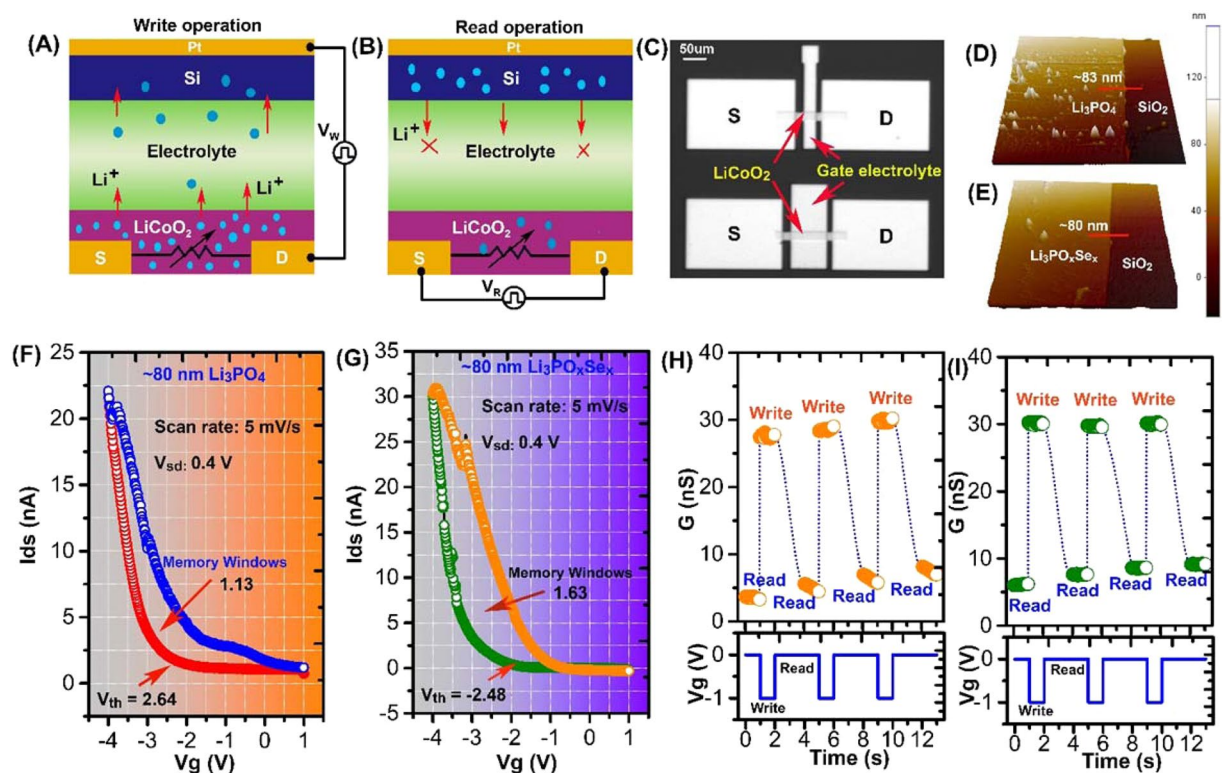 Write operation
(A)
Pt
Si
Li⁺
Electrolyte
Li⁺
LiCoO₂
S
D
V_W
Read operation
(B)
Pt
Si
Li⁺
Electrolyte
LiCoO₂
S
D
V_R
(C)
50um
S
D
LiCoO₂
Gate electrolyte
S
D
(D)
~83 nm
Li₃PO₄
SiO₂
(E)
~80 nm
Li₃POₓSeₓ
SiO₂
nm
120
80
40
0
(F)
~80 nm Li₃PO₄
Scan rate: 5 mV/s
V_sd: 0.4 V
Memory Windows
1.13
V_th = 2.64
Ids (nA)
25
20
15
10
5
0
-4 -3 -2 -1 0 1
Vg (V)
(G)
~80 nm Li₃POₓSeₓ
Scan rate: 5 mV/s
V_sd: 0.4 V
Memory Windows
1.63
V_th = -2.48
Ids (nA)
35
30
25
20
15
10
5
0
-5
-4 -3 -2 -1 0 1 2
Vg (V)
(H)
Write Write Write
Read Read Read Read
G (nS)
40
30
20
10
0
Vg (V)
0
-1
Read
Write
0 2 4 6 8 10 12
Time (s)
(I)
Write Write Write
Read Read Read Read
G (nS)
40
30
20
10
0
Vg (V)
0
-1
Read
Write
0 2 4 6 8 10 12
Time (s)